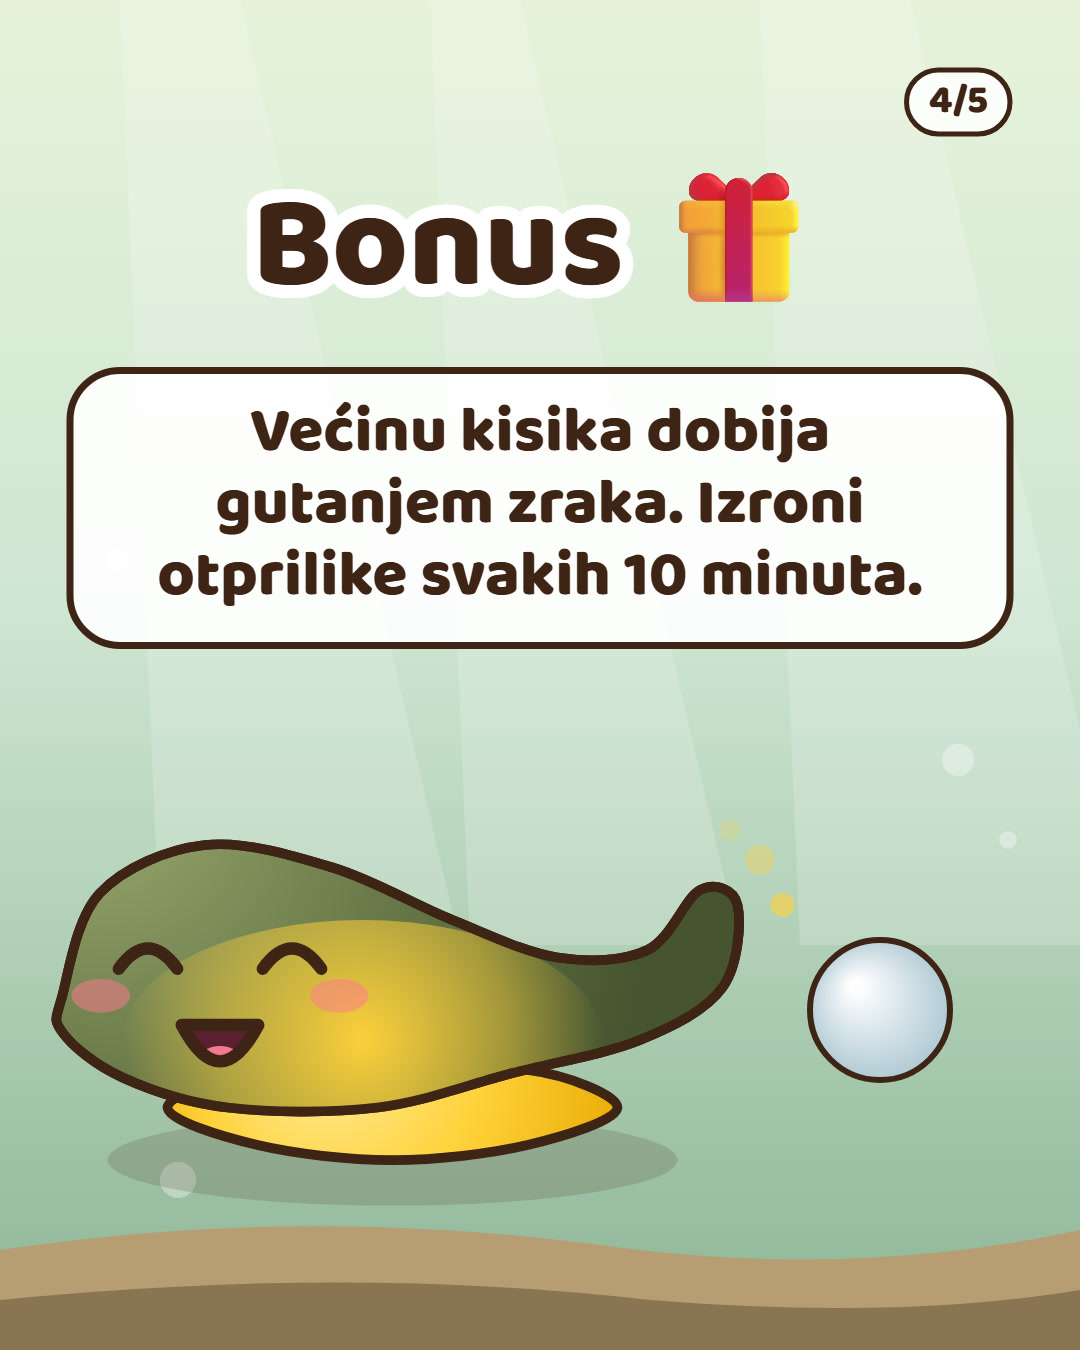 4/5
Bonus
Većinu kisika dobija
gutanjem zraka. Izroni
otprilike svakih 10 minuta.